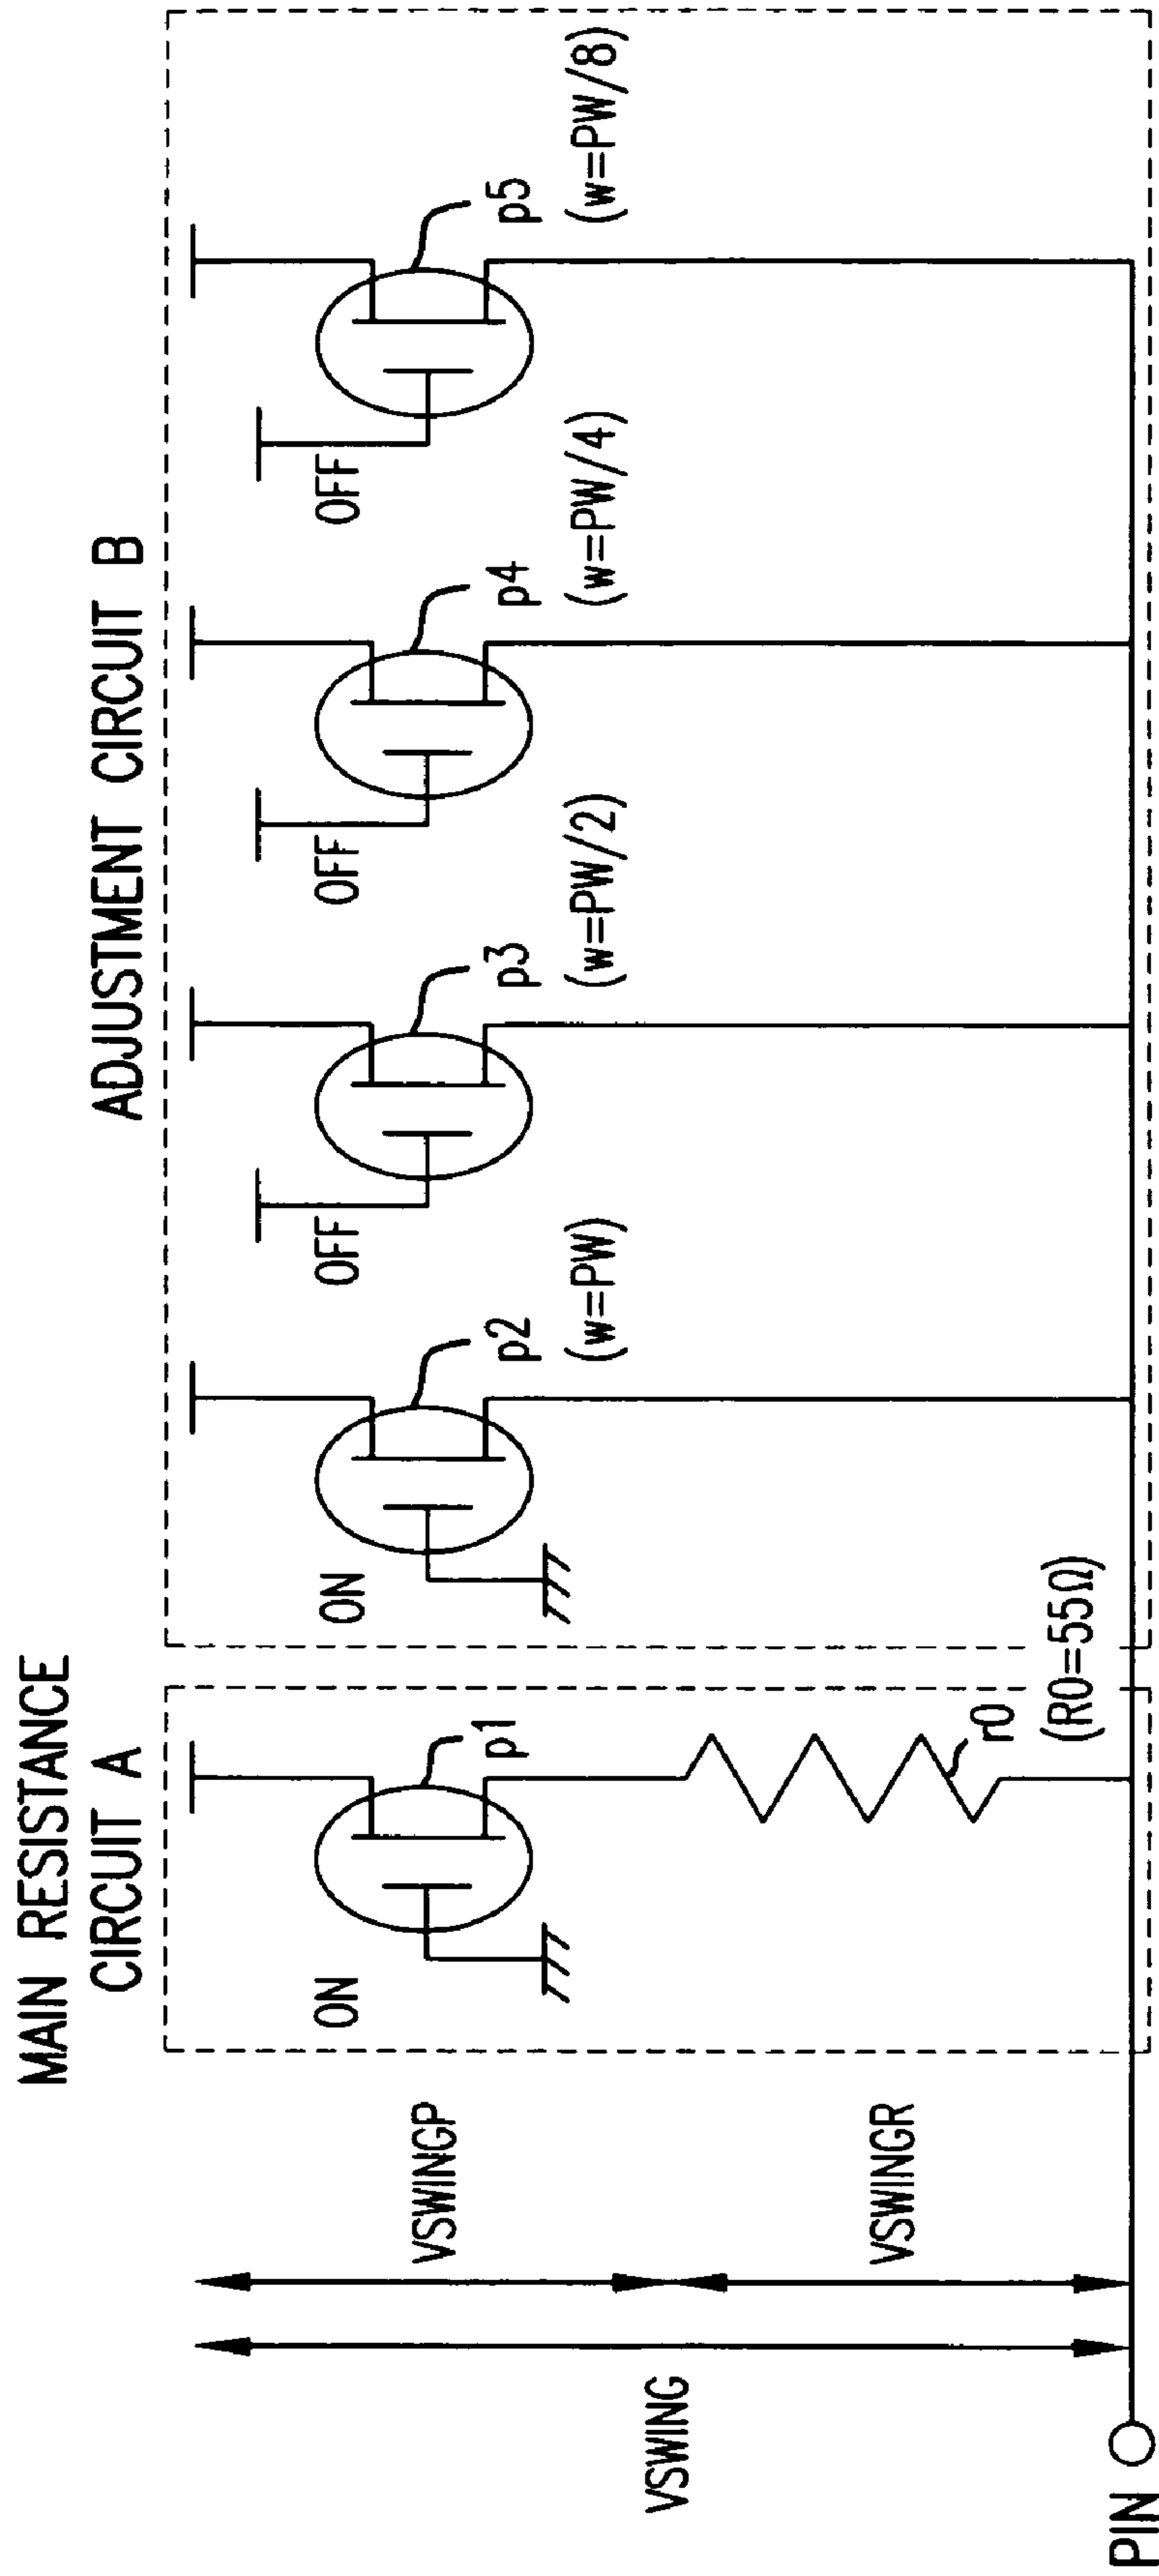 MAIN RESISTANCE
CIRCUIT A
ADJUSTMENT CIRCUIT B
ON
p1
r0
(R0=55Ω)
ON
p2
(w=PW)
OFF
p3
(w=PW/2)
OFF
p4
(w=PW/4)
OFF
p5
(w=PW/8)
VSWINGP
VSWINGR
VSWING
PIN